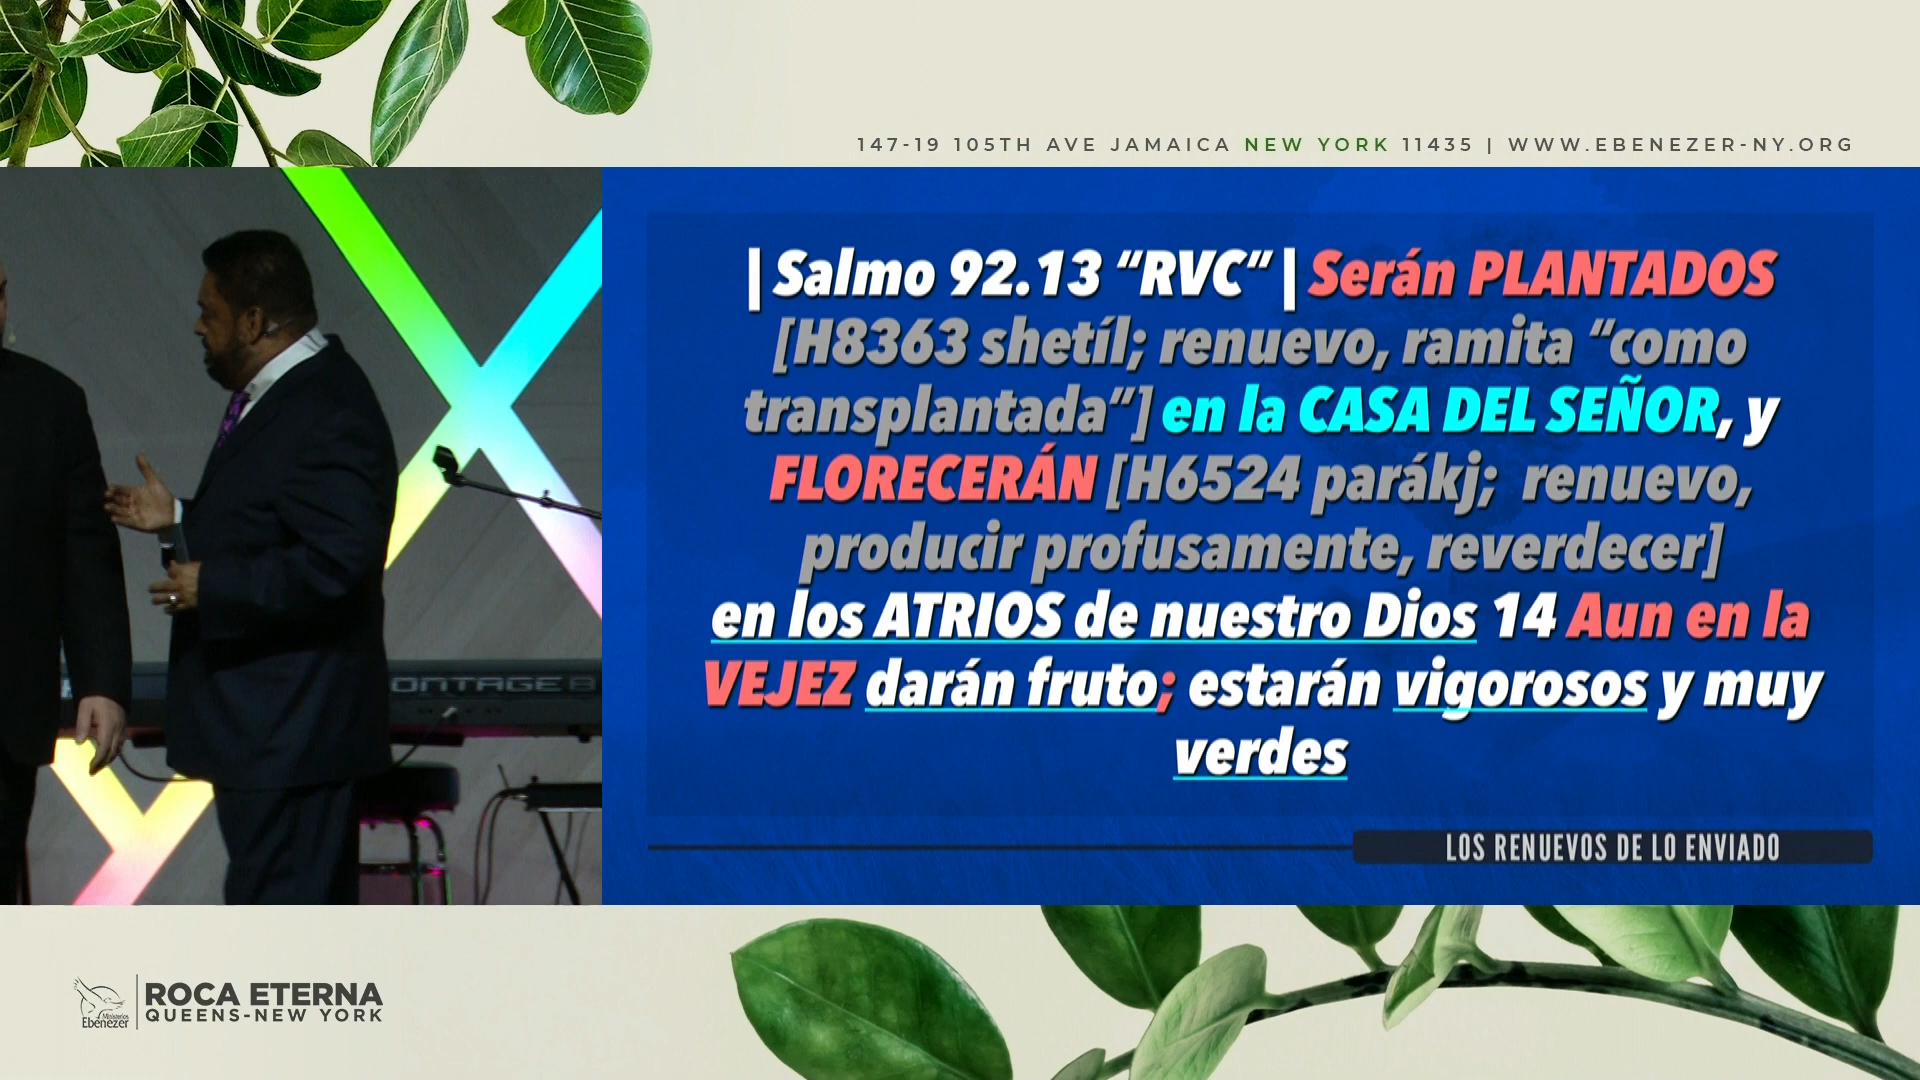 147-19 105TH AVE JAMAICA NEW YORK 11435 | WWW.EBENEZER-NY.ORG
| Salmo 92.13 “RVC” | Serán PLANTADOS
[H8363 shetíl; renuevo, ramita “como
transplantada”] en la CASA DEL SEÑOR, y
FLORECERÁN [H6524 parákj; renuevo,
producir profusamente, reverdecer]
en los ATRIOS de nuestro Dios 14 Aun en la
VEJEZ darán fruto; estarán vigorosos y muy
verdes
LOS RENUEVOS DE LO ENVIADO
ONTAGE 8
Ministerios
Ebenezer
ROCA ETERNA
QUEENS-NEW YORK